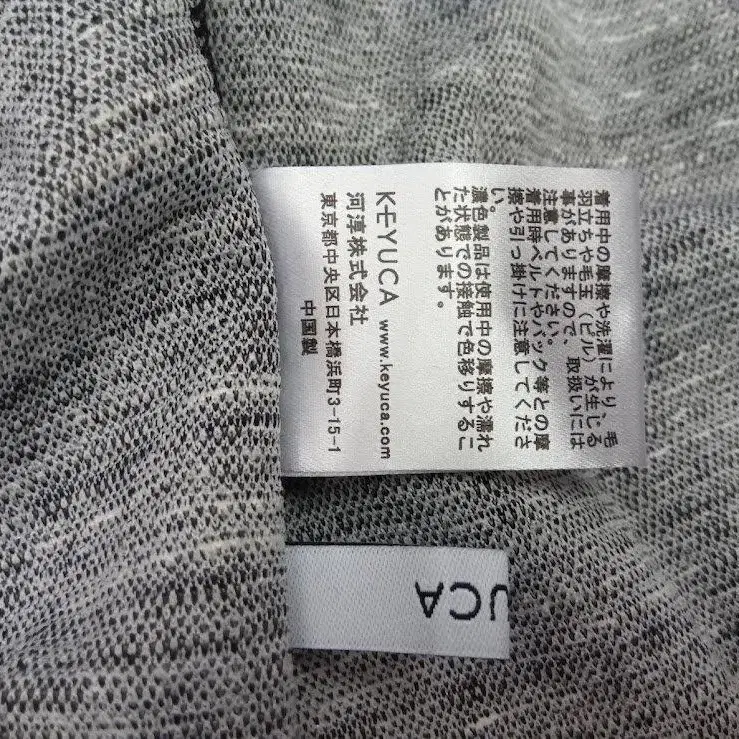 着用中の摩擦や洗濯により、毛
羽立ちや毛玉（ピル）が生じる
事がありますので、取扱いには
注意してください。
着用時ベルトやバック等との摩
擦や引っ掛けに注意してくださ
い。
濃色製品は使用中の摩擦や濡れ
た状態での接触で色移りするこ
とがあります。
KEYUCA www.keyuca.com
河淳株式会社
東京都中央区日本橋浜町3-15-1
中国製
UCA